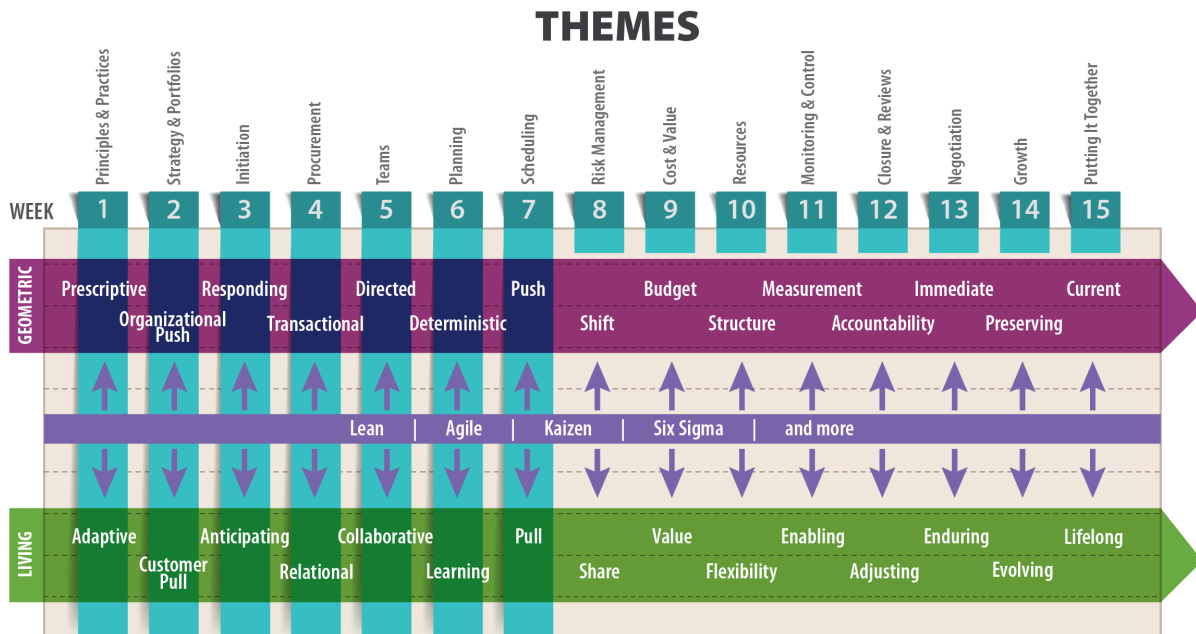 THEMES
Principles & Practices
Strategy & Portfolios
Initiation
Procurement
Teams
Planning
Scheduling
Risk Management
Cost & Value
Resources
Monitoring & Control
Closure & Reviews
Negotiation
Growth
Putting It Together
WEEK 1 2 3 4 5 6 7 8 9 10 11 12 13 14 15
GEOMETRIC
Prescriptive Responding Directed Push Budget Measurement Immediate Current
Organizational
Push
Transactional Deterministic Shift Structure Accountability Preserving
Lean | Agile | Kaizen | Six Sigma | and more
LIVING
Adaptive Anticipating Collaborative Pull Value Enabling Enduring Lifelong
Customer
Pull
Relational Learning Share Flexibility Adjusting Evolving